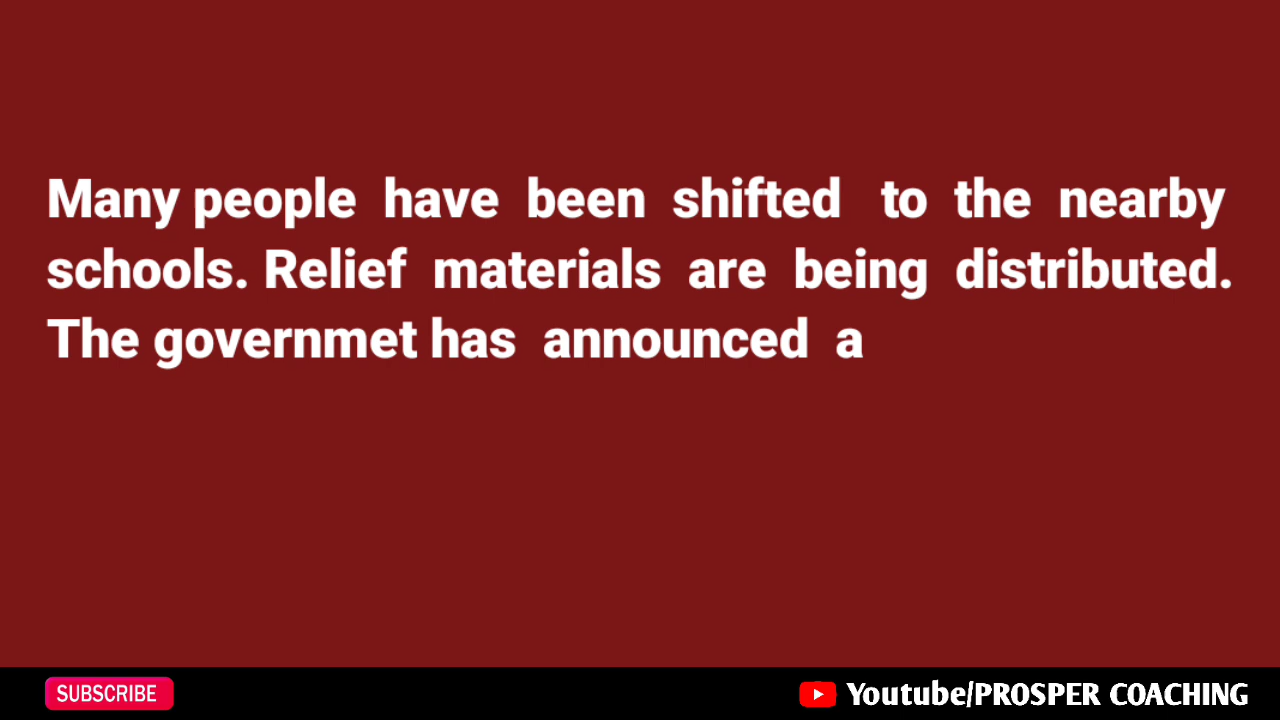 Many people have been shifted to the nearby
schools. Relief materials are being distributed.
The governmet has announced a
SUBSCRIBE
Youtube/PROSPER COACHING